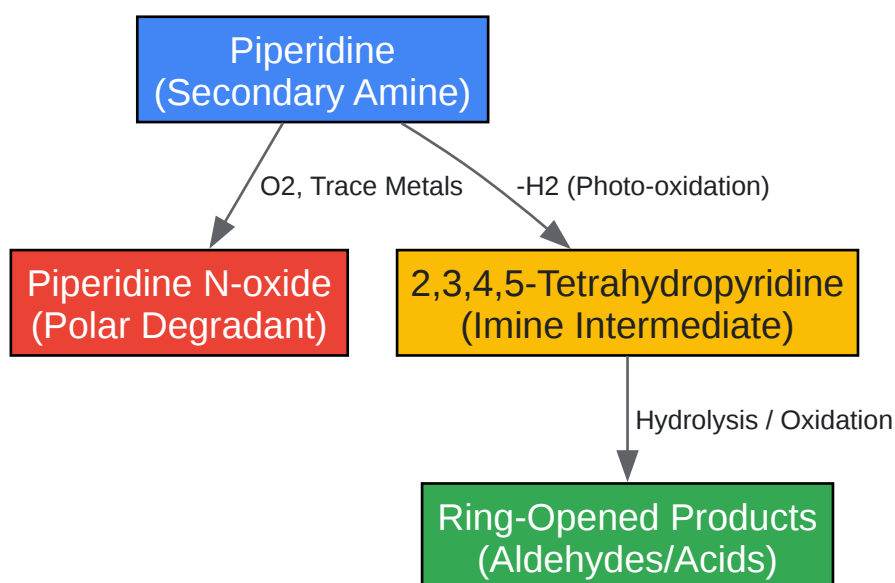 Piperidine
(Secondary Amine)
O2, Trace Metals
-H2 (Photo-oxidation)
Piperidine N-oxide
(Polar Degradant)
2,3,4,5-Tetrahydropyridine
(Imine Intermediate)
Hydrolysis / Oxidation
Ring-Opened Products
(Aldehydes/Acids)